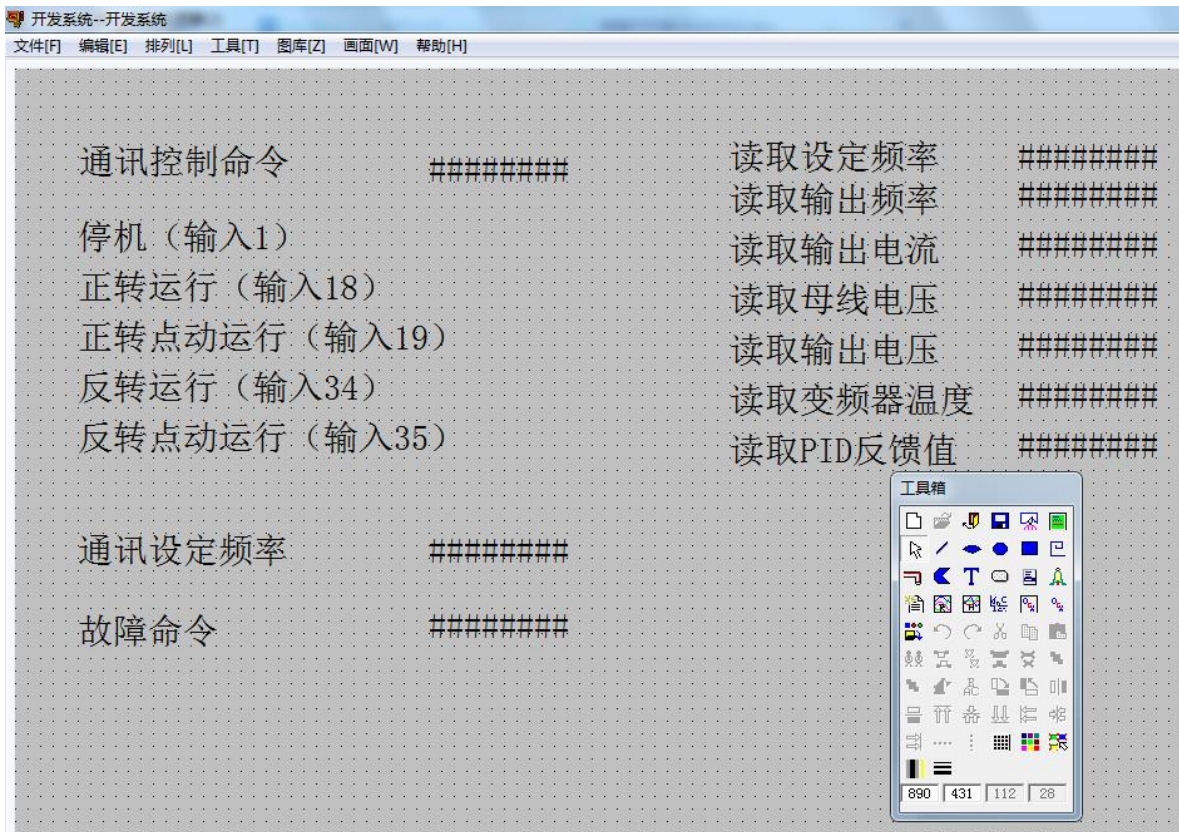 开发系统--开发系统
文件[F] 编辑[E] 排列[L] 工具[T] 图库[Z] 画面[W] 帮助[H]
通讯控制命令 ########
停机（输入1）
正转运行（输入18）
正转点动运行（输入19）
反转运行（输入34）
反转点动运行（输入35）
通讯设定频率 ########
故障命令 ########
读取设定频率 ########
读取输出频率 ########
读取输出电流 ########
读取母线电压 ########
读取输出电压 ########
读取变频器温度 ########
读取PID反馈值 ########
工具箱
890 431 112 28